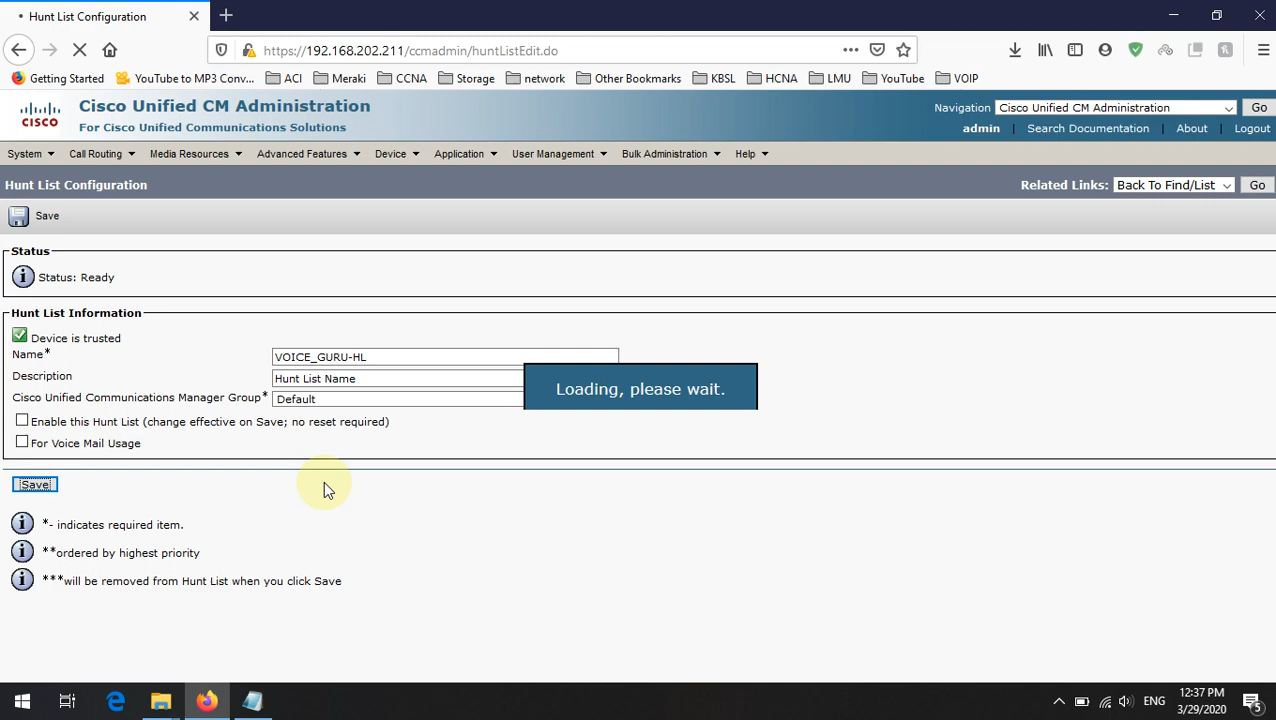 Hunt List Configuration
https://192.168.202.211/ccmadmin/huntListEdit.do
Getting Started YouTube to MP3 Conv... ACI Meraki CCNA Storage network Other Bookmarks KBSL HCNA LMU YouTube VOIP
CISCO
Cisco Unified CM Administration
For Cisco Unified Communications Solutions
Navigation Cisco Unified CM Administration Go
admin | Search Documentation | About | Logout
System Call Routing Media Resources Advanced Features Device Application User Management Bulk Administration Help
Hunt List Configuration
Related Links: Back To Find/List Go
Save
Status
Status: Ready
Hunt List Information
Device is trusted
Name* VOICE_GURU-HL
Description Hunt List Name
Cisco Unified Communications Manager Group* Default
Loading, please wait.
Enable this Hunt List (change effective on Save; no reset required)
For Voice Mail Usage
Save
*- indicates required item.
**ordered by highest priority
***will be removed from Hunt List when you click Save
ENG
12:37 PM
3/29/2020
5